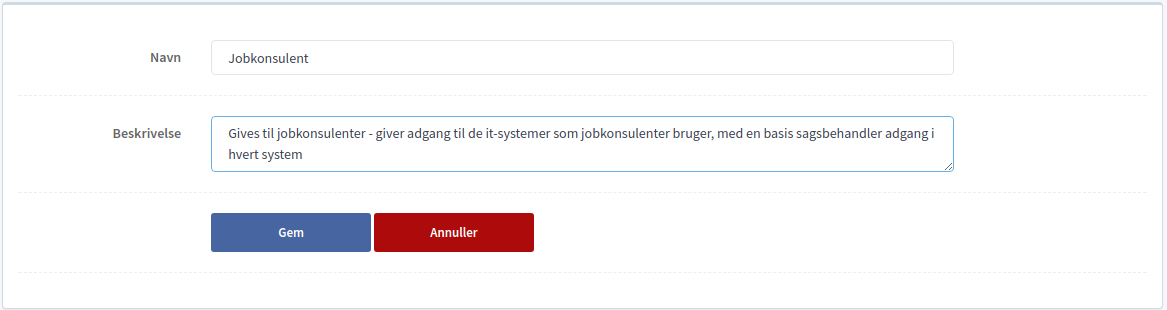 Navn
Jobkonsulent
Beskrivelse
Gives til jobkonsulenter - giver adgang til de it-systemer som jobkonsulenter bruger, med en basis sagsbehandler adgang i
hvert system
Gem
Annuller